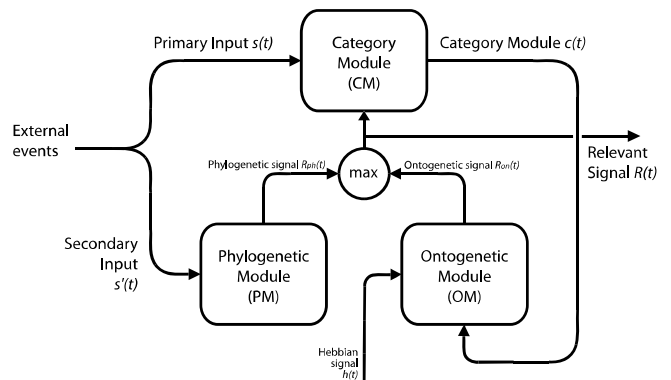 Primary Input s(t)
Category
Module
(CM)
Category Module c(t)
External
events
Phylogenetic signal Rph(t)
max
Ontogenetic signal Ron(t)
Relevant
Signal R(t)
Secondary
Input
s'(t)
Phylogenetic
Module
(PM)
Ontogenetic
Module
(OM)
Hebbian
signal
h(t)